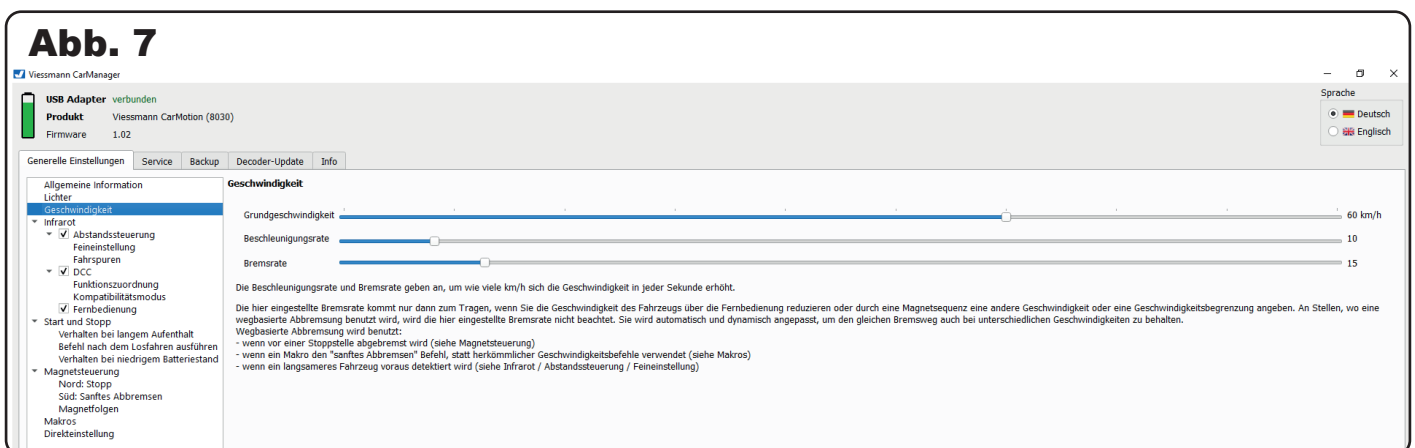 Abb. 7
Viessmann CarManager
USB Adapter verbunden
Produkt Viessmann CarMotion (8030)
Firmware 1.02
Sprache
Deutsch
Englisch
Generelle Einstellungen Service Backup Decoder-Update Info
Allgemeine Information
Lichter
Geschwindigkeit
Infrarot
Abstandssteuerung
Feineinstellung
Fahrspuren
DCC
Funktionszuordnung
Kompatibilitätsmodus
Fernbedienung
Start und Stopp
Verhalten bei langem Aufenthalt
Befehl nach dem Losfahren ausführen
Verhalten bei niedrigem Batteriestand
Magnetsteuerung
Nord: Stopp
Süd: Sanftes Abbremsen
Magnetfolgen
Makros
Direkteinstellung
Geschwindigkeit
Grundgeschwindigkeit 60 km/h
Beschleunigungsrate 10
Bremsrate 15
Die Beschleunigungsrate und Bremsrate geben an, um wie viele km/h sich die Geschwindigkeit in jeder Sekunde erhöht.
Die hier eingestellte Bremsrate kommt nur dann zum Tragen, wenn Sie die Geschwindigkeit des Fahrzeugs über die Fernbedienung reduzieren oder durch eine Magnetsequenz eine andere Geschwindigkeit oder eine Geschwindigkeitsbegrenzung angeben. An Stellen, wo eine
wegbasierte Abbremsung benutzt wird, wird die hier eingestellte Bremsrate nicht beachtet. Sie wird automatisch und dynamisch angepasst, um den gleichen Bremsweg auch bei unterschiedlichen Geschwindigkeiten zu behalten.
Wegbasierte Abbremsung wird benutzt:
- wenn vor einer Stoppstelle abgebremst wird (siehe Magnetsteuerung)
- wenn ein Makro den "sanftes Abbremsen" Befehl, statt herkömmlicher Geschwindigkeitsbefehle verwendet (siehe Makros)
- wenn ein langsameres Fahrzeug voraus detektiert wird (siehe Infrarot / Abstandssteuerung / Feineinstellung)